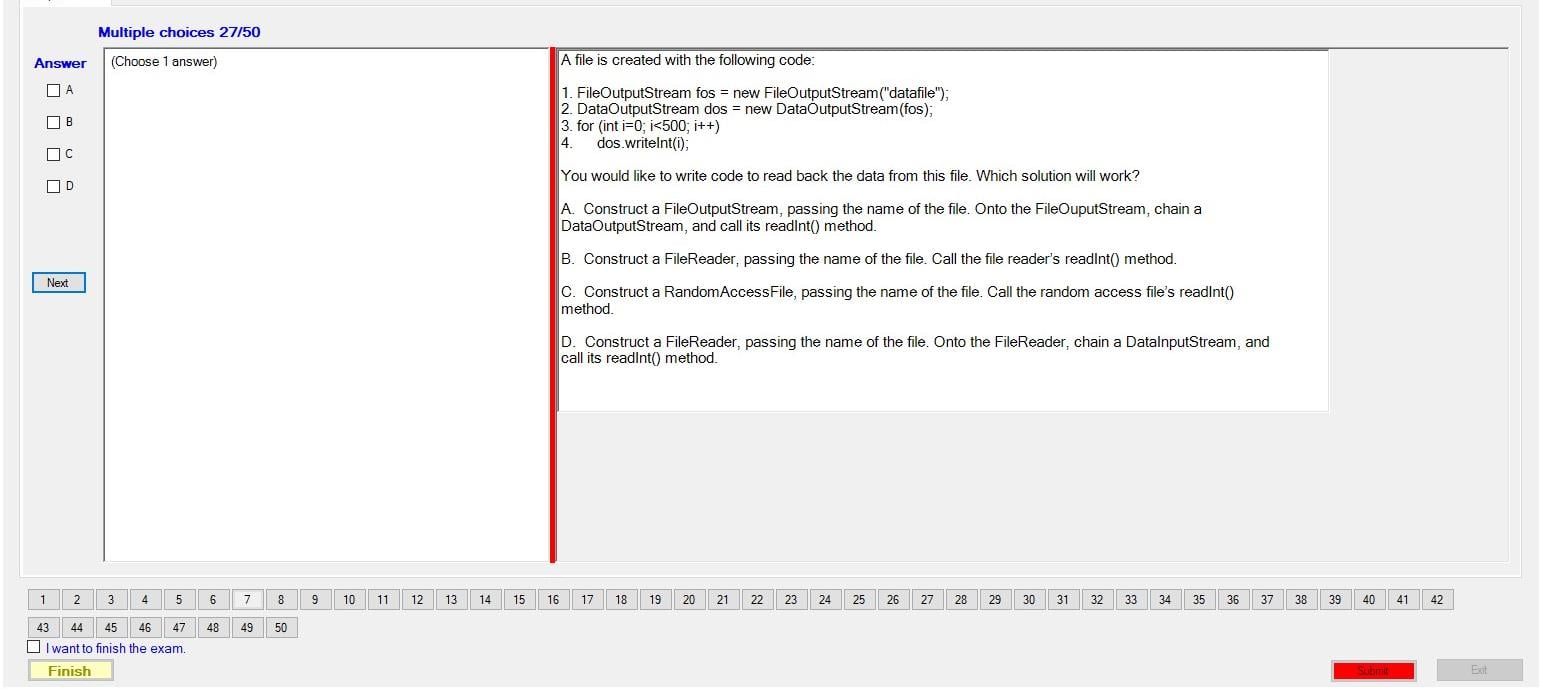 Multiple choices 27/50
Answer
A
B
C
D
Next
(Choose 1 answer)
A file is created with the following code:
1. FileOutputStream fos = new FileOutputStream("datafile");
2. DataOutputStream dos = new DataOutputStream(fos);
3. for (int i=0; i<500; i++)
4. dos.writeInt(i);
You would like to write code to read back the data from this file. Which solution will work?
A. Construct a FileOutputStream, passing the name of the file. Onto the FileOuputStream, chain a
DataOutputStream, and call its readInt() method.
B. Construct a FileReader, passing the name of the file. Call the file reader's readInt() method.
C. Construct a RandomAccessFile, passing the name of the file. Call the random access file's readInt()
method.
D. Construct a FileReader, passing the name of the file. Onto the FileReader, chain a DataInputStream, and
call its readInt() method.
1 2 3 4 5 6 7 8 9 10 11 12 13 14 15 16 17 18 19 20 21 22 23 24 25 26 27 28 29 30 31 32 33 34 35 36 37 38 39 40 41 42
43 44 45 46 47 48 49 50
I want to finish the exam.
Finish
Submit
Exit